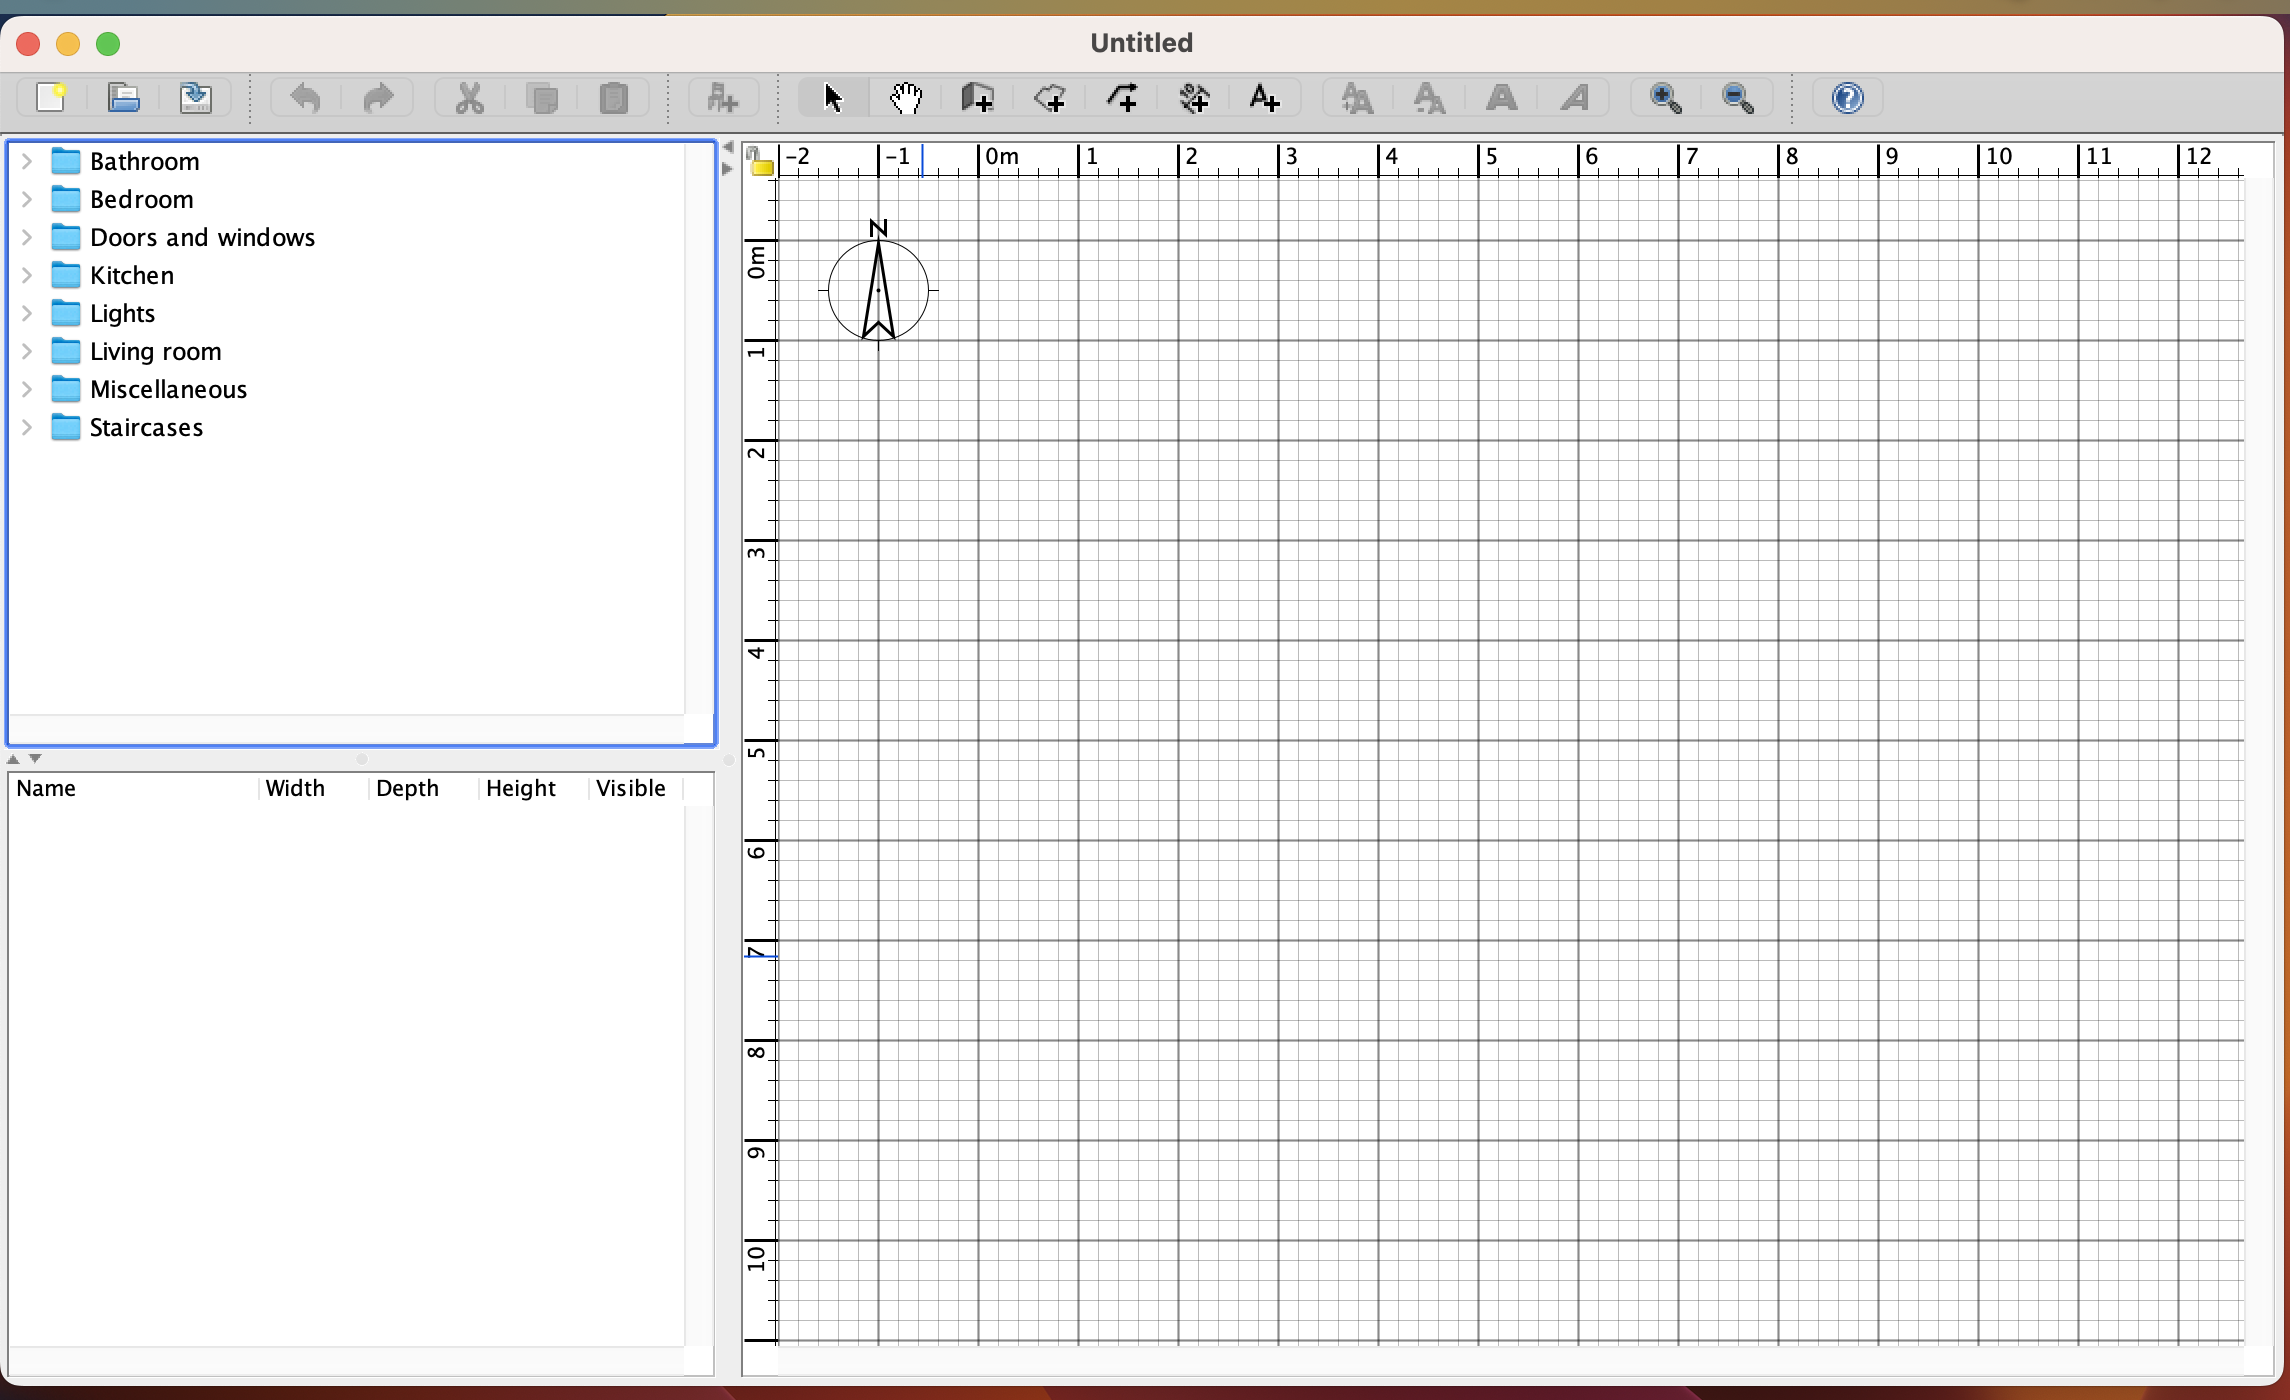 Untitled
Bathroom
Bedroom
Doors and windows
Kitchen
Lights
Living room
Miscellaneous
Staircases
Name Width Depth Height Visible
-2 -1 0m 1 2 3 4 5 6 7 8 9 10 11 12
N
0m
1
2
3
4
5
6
7
8
9
10